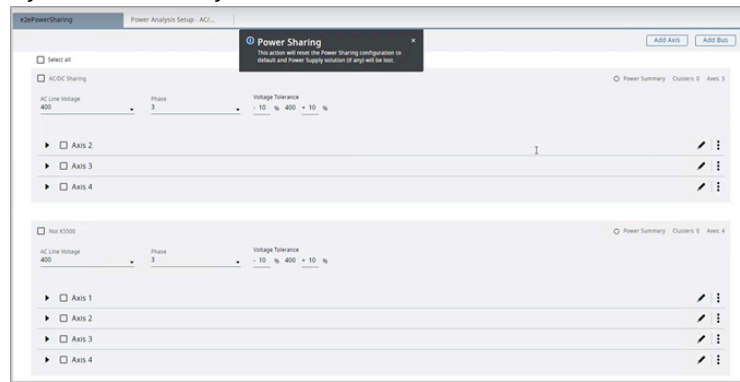 e2ePowerSharing
Power Analysis Setup - AC/...
Power Sharing
×
This action will reset the Power Sharing configuration to
default and Power Supply solution (if any) will be lost.
Add Axis
Add Bus
Select all
AC/DC Sharing
Power Summary Clusters: 0 Axes: 3
AC Line Voltage
Phase
Voltage Tolerance
400
3
- 10 % 400 + 10 %
Axis 2
Axis 3
Axis 4
Not K5500
Power Summary Clusters: 0 Axes: 4
AC Line Voltage
Phase
Voltage Tolerance
400
3
- 10 % 400 + 10 %
Axis 1
Axis 2
Axis 3
Axis 4